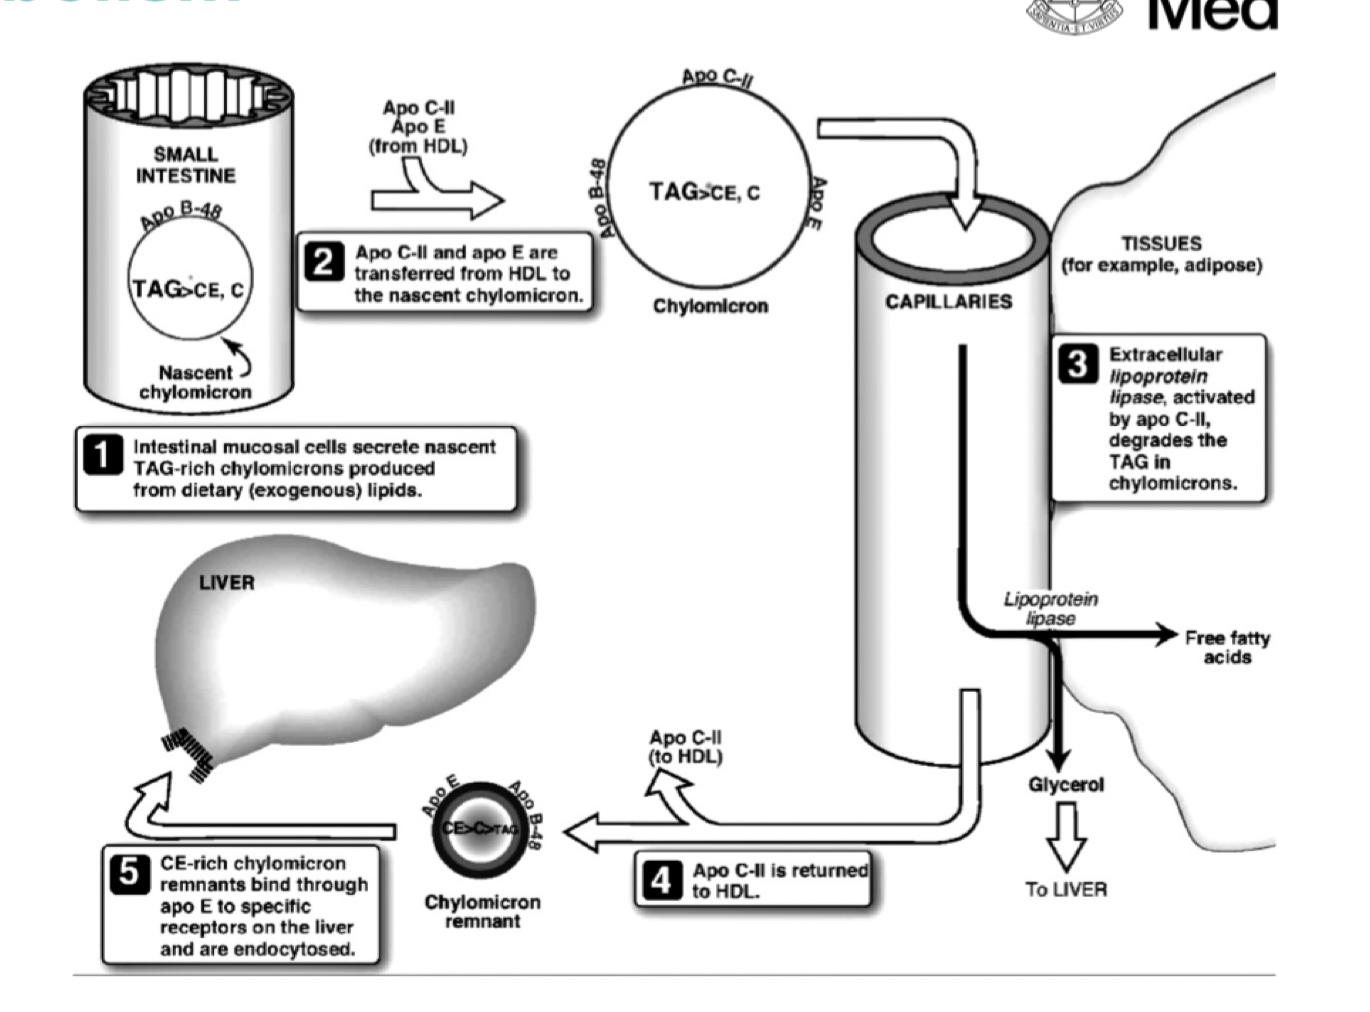 Med
SAPIENTIA·ET·VIRTUS
SMALL
INTESTINE
Apo B-48
TAG>CE, C
Nascent
chylomicron
1 Intestinal mucosal cells secrete nascent
TAG-rich chylomicrons produced
from dietary (exogenous) lipids.
Apo C-II
Apo E
(from HDL)
2 Apo C-II and apo E are
transferred from HDL to
the nascent chylomicron.
Apo C-II
Apo B-48
TAG>CE, C
Apo E
Chylomicron
CAPILLARIES
TISSUES
(for example, adipose)
3 Extracellular
lipoprotein
lipase, activated
by apo C-II,
degrades the
TAG in
chylomicrons.
Lipoprotein
lipase
Free fatty
acids
Glycerol
To LIVER
4 Apo C-II is returned
to HDL.
Apo C-II
(to HDL)
Apo E
Apo B-48
CE>C>TAG
Chylomicron
remnant
LIVER
5 CE-rich chylomicron
remnants bind through
apo E to specific
receptors on the liver
and are endocytosed.